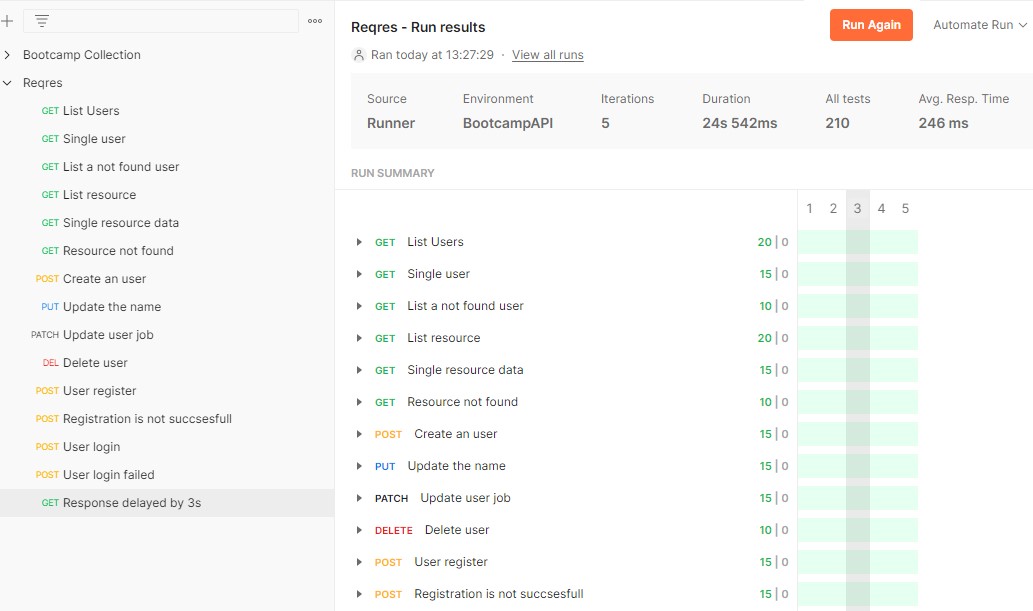 Bootcamp Collection
Reqres
GET List Users
GET Single user
GET List a not found user
GET List resource
GET Single resource data
GET Resource not found
POST Create an user
PUT Update the name
PATCH Update user job
DEL Delete user
POST User register
POST Registration is not succsesfull
POST User login
POST User login failed
GET Response delayed by 3s
Reqres - Run results
Run Again
Automate Run
Ran today at 13:27:29 · View all runs
Source Environment Iterations Duration All tests Avg. Resp. Time
Runner BootcampAPI 5 24s 542ms 210 246 ms
RUN SUMMARY
1 2 3 4 5
GET List Users 20 | 0
GET Single user 15 | 0
GET List a not found user 10 | 0
GET List resource 20 | 0
GET Single resource data 15 | 0
GET Resource not found 10 | 0
POST Create an user 15 | 0
PUT Update the name 15 | 0
PATCH Update user job 15 | 0
DELETE Delete user 10 | 0
POST User register 15 | 0
POST Registration is not succsesfull 15 | 0